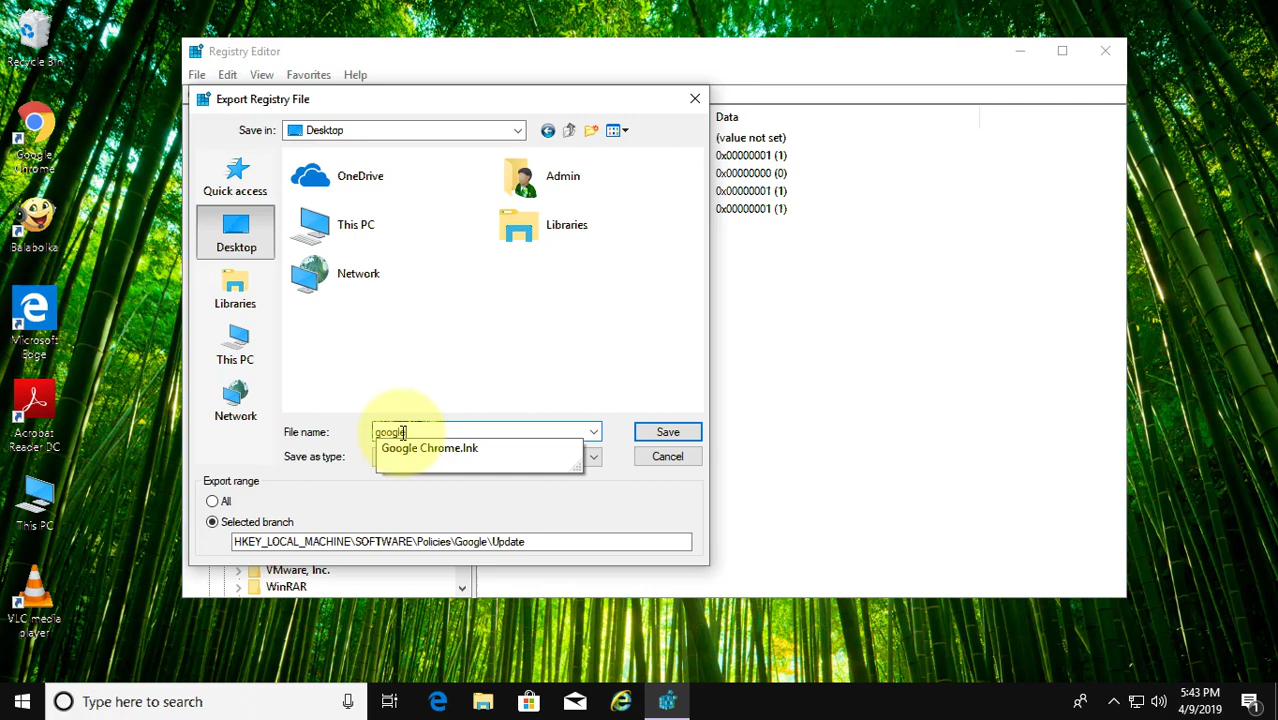 Recycle Bin
Google
Chrome
Balabolka
Microsoft
Edge
Acrobat
Reader DC
This PC
VLC media
player
Registry Editor
File Edit View Favorites Help
Export Registry File
Save in: Desktop
Quick access
Desktop
Libraries
This PC
Network
OneDrive
Admin
This PC
Libraries
Network
File name: google
Save
Google Chrome.lnk
Save as type:
Cancel
Export range
All
Selected branch
HKEY_LOCAL_MACHINE\SOFTWARE\Policies\Google\Update
Data
(value not set)
0x00000001 (1)
0x00000000 (0)
0x00000001 (1)
0x00000001 (1)
VMware, Inc.
WinRAR
Type here to search
5:43 PM
4/9/2019
1